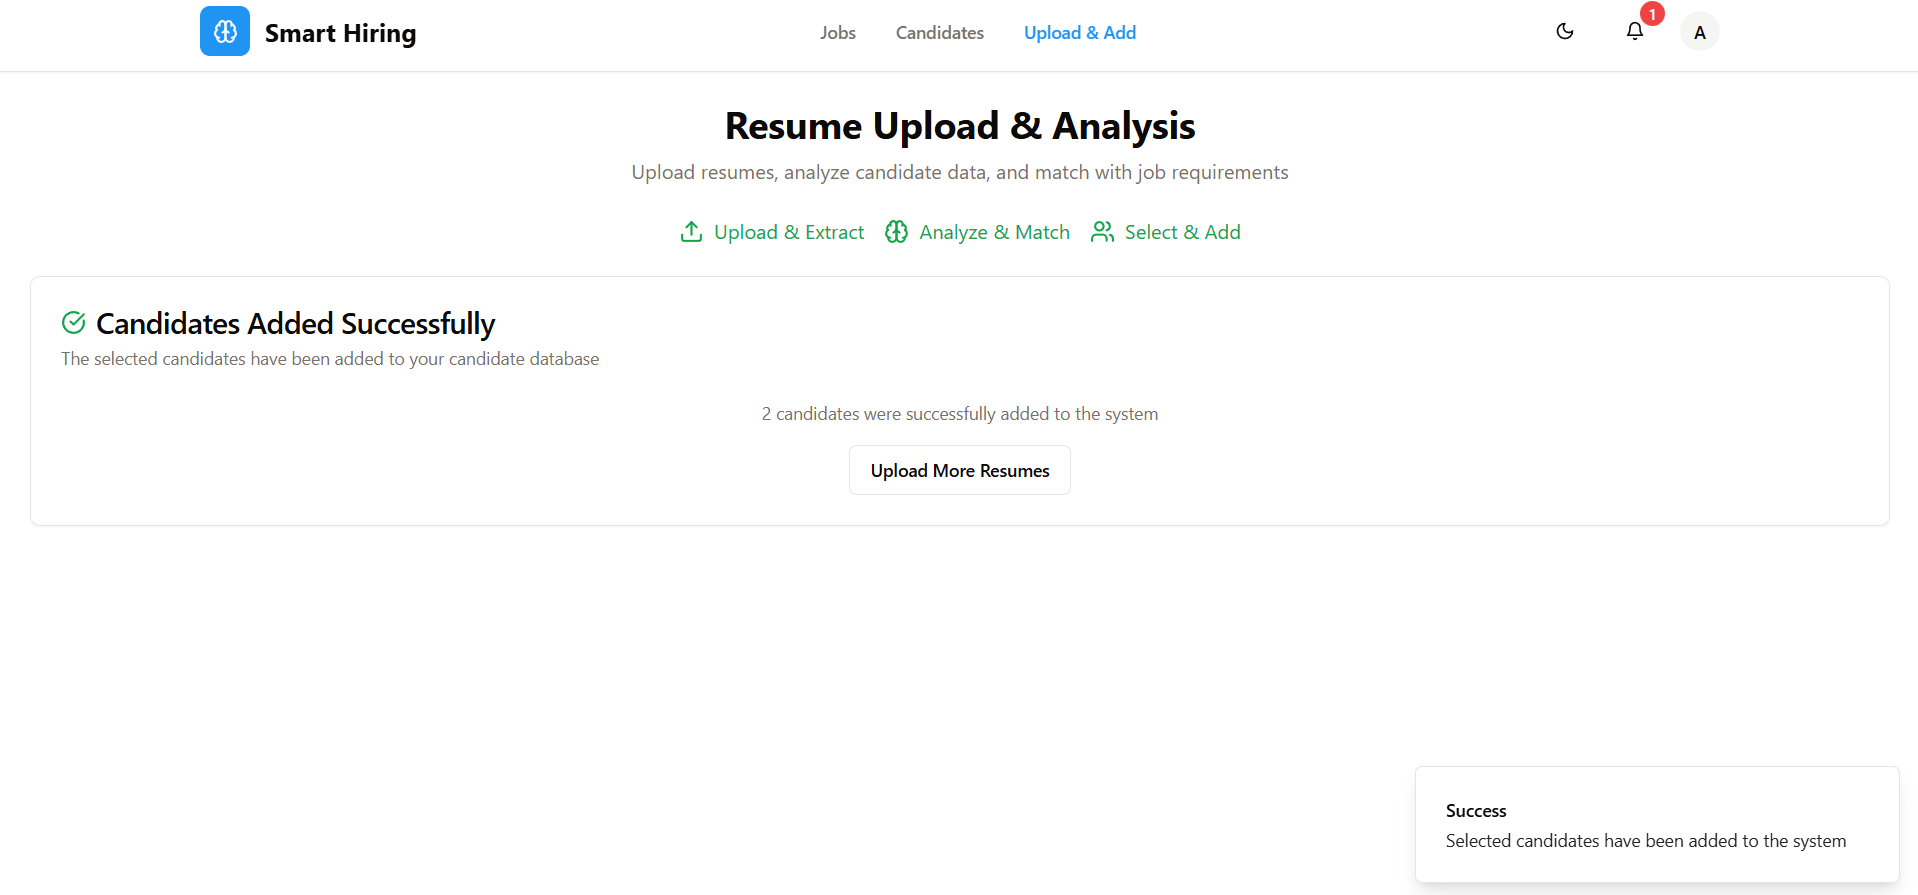 Smart Hiring
Jobs Candidates Upload & Add
1
A
Resume Upload & Analysis
Upload resumes, analyze candidate data, and match with job requirements
Upload & Extract Analyze & Match Select & Add
Candidates Added Successfully
The selected candidates have been added to your candidate database
2 candidates were successfully added to the system
Upload More Resumes
Success
Selected candidates have been added to the system